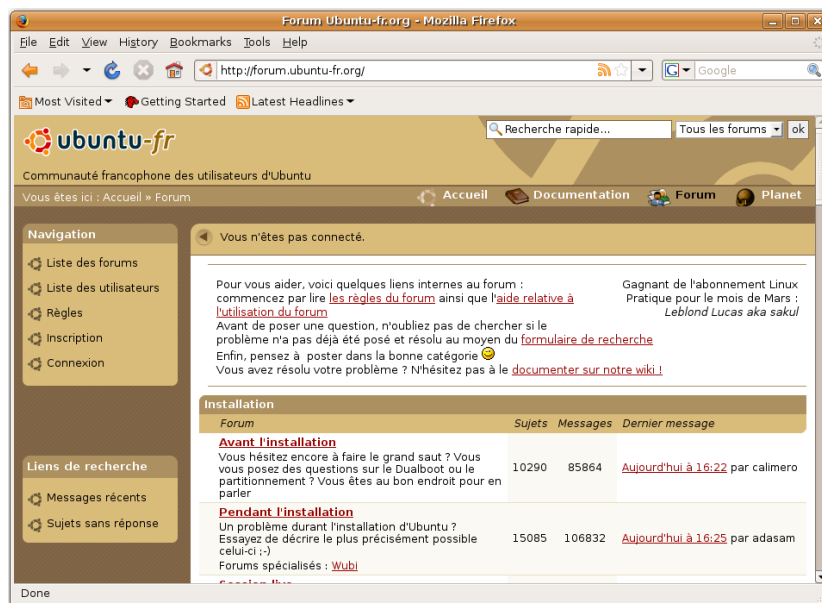 Forum Ubuntu-fr.org - Mozilla Firefox
File Edit View History Bookmarks Tools Help
http://forum.ubuntu-fr.org/
Google
Most Visited Getting Started Latest Headlines
ubuntu-fr
Recherche rapide... Tous les forums ok
Communauté francophone des utilisateurs d'Ubuntu
Vous êtes ici : Accueil » Forum
Accueil Documentation Forum Planet
Navigation
Liste des forums
Liste des utilisateurs
Règles
Inscription
Connexion
Liens de recherche
Messages récents
Sujets sans réponse
Vous n'êtes pas connecté.
Pour vous aider, voici quelques liens internes au forum :
commencez par lire les règles du forum ainsi que l'aide relative à
l'utilisation du forum
Avant de poser une question, n'oubliez pas de chercher si le
problème n'a pas déjà été posé et résolu au moyen du formulaire de recherche
Enfin, pensez à poster dans la bonne catégorie
Vous avez résolu votre problème ? N'hésitez pas à le documenter sur notre wiki !
Gagnant de l'abonnement Linux
Pratique pour le mois de Mars :
Leblond Lucas aka sakul
Installation
Forum Sujets Messages Dernier message
Avant l'installation
Vous hésitez encore à faire le grand saut ? Vous
vous posez des questions sur le Dualboot ou le
partitionnement ? Vous êtes au bon endroit pour en
parler
10290 85864 Aujourd'hui à 16:22 par calimero
Pendant l'installation
Un problème durant l'installation d'Ubuntu ?
Essayez de décrire le plus précisément possible
celui-ci ;-)
Forums spécialisés : Wubi
15085 106832 Aujourd'hui à 16:25 par adasam
Session live
Done